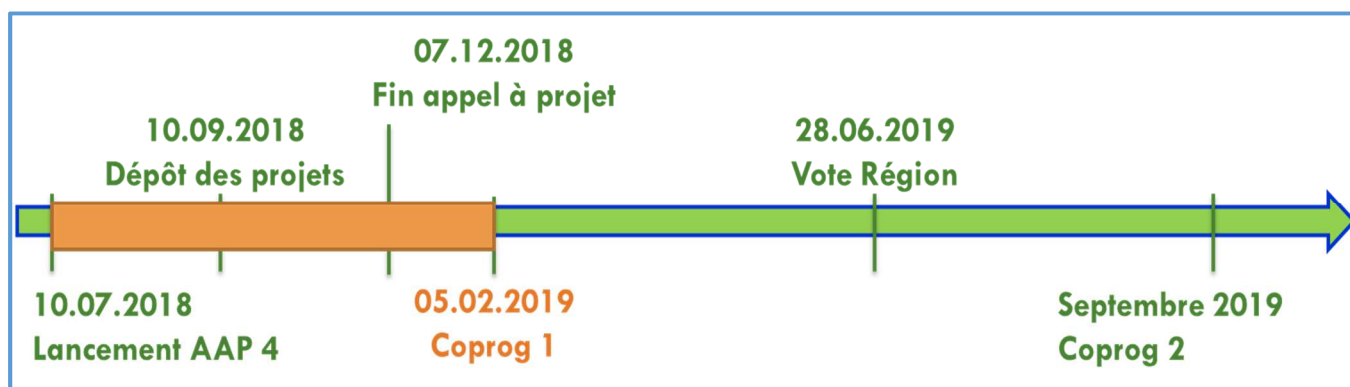 07.12.2018
Fin appel à projet
10.09.2018
Dépôt des projets
28.06.2019
Vote Région
10.07.2018
Lancement AAP 4
05.02.2019
Coprog 1
Septembre 2019
Coprog 2